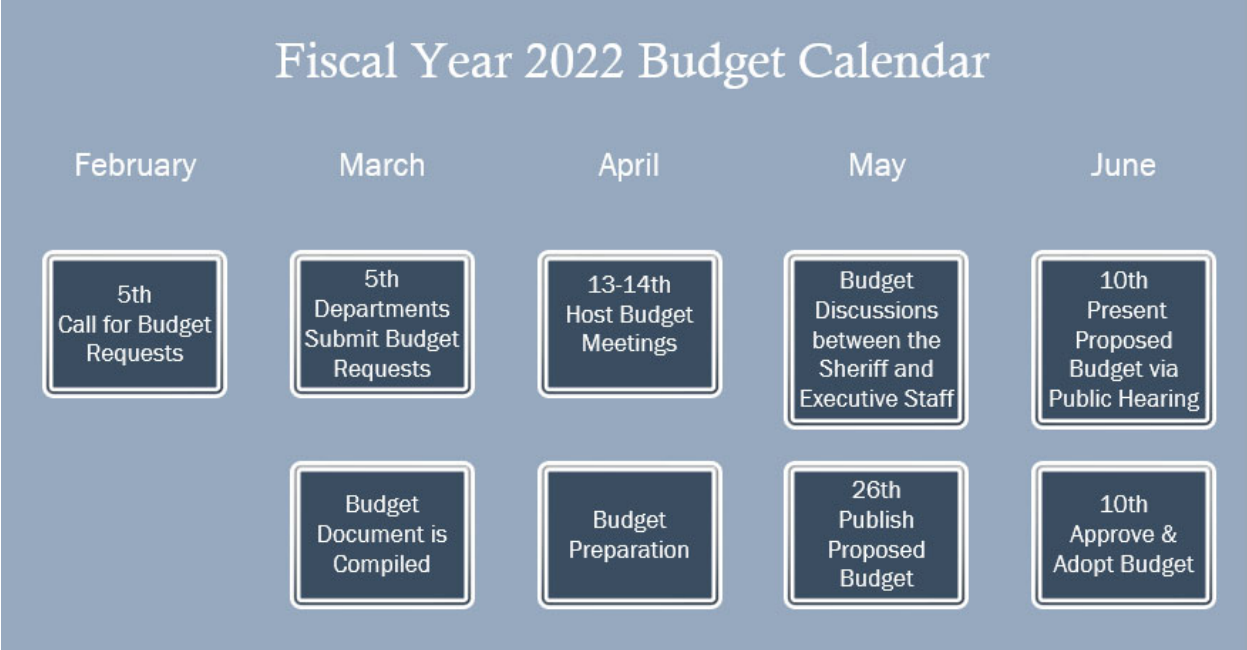 Fiscal Year 2022 Budget Calendar
February
5th
Call for Budget
Requests
March
5th
Departments
Submit Budget
Requests
Budget
Document is
Compiled
April
13-14th
Host Budget
Meetings
Budget
Preparation
May
Budget
Discussions
between the
Sheriff and
Executive Staff
26th
Publish
Proposed
Budget
June
10th
Present
Proposed
Budget via
Public Hearing
10th
Approve &
Adopt Budget